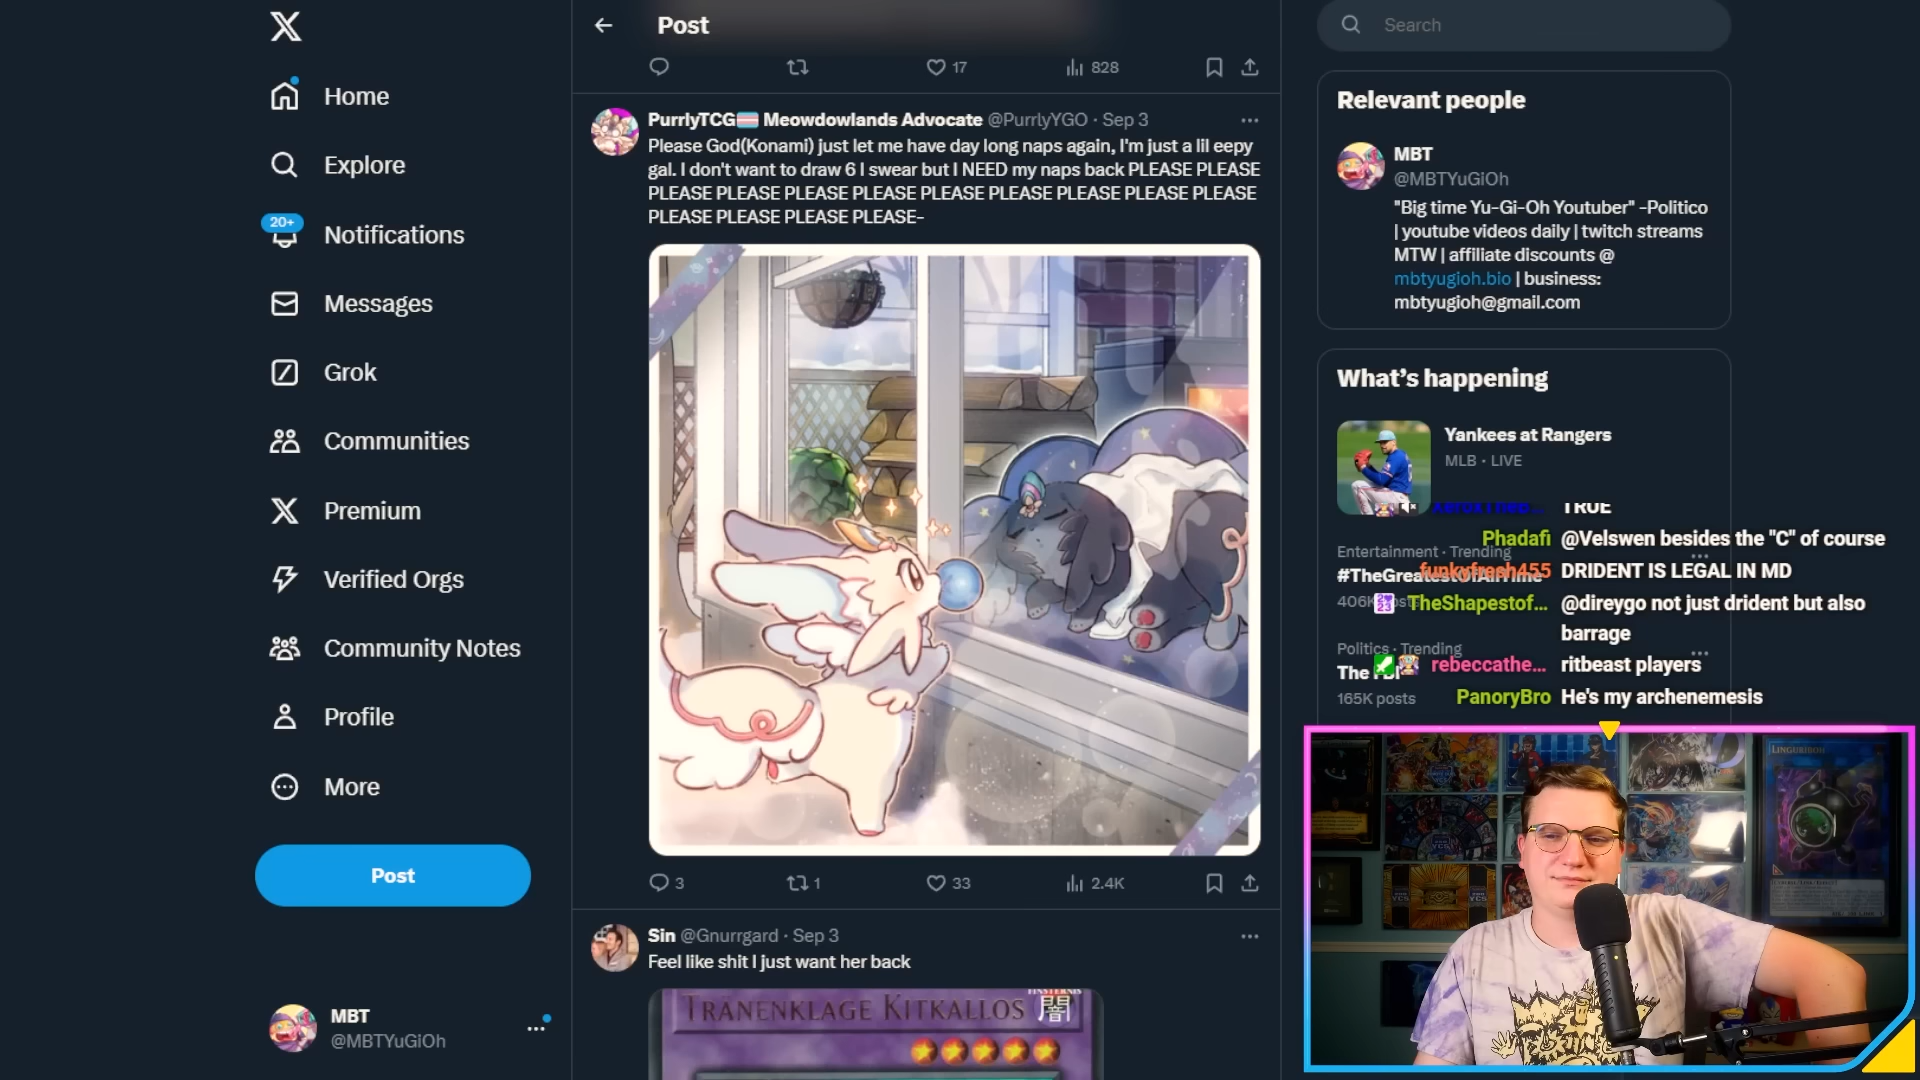 Post
Search
17
828
Home
Explore
20+
Notifications
Messages
Grok
Communities
Premium
Verified Orgs
Community Notes
Profile
More
Post
MBT
@MBTYuGiOh
PurrlyTCG Meowdowlands Advocate @PurrlyYGO · Sep 3
Please God(Konami) just let me have day long naps again, I'm just a lil eepy
gal. I don't want to draw 6 I swear but I NEED my naps back PLEASE PLEASE
PLEASE PLEASE PLEASE PLEASE PLEASE PLEASE PLEASE PLEASE PLEASE
PLEASE PLEASE PLEASE PLEASE-
3
1
33
2.4K
Sin @Gnurrgard · Sep 3
Feel like shit I just want her back
TRÄNENKLAGE KITKALLOS
FINSTERNIS
闇
Relevant people
MBT
@MBTYuGiOh
"Big time Yu-Gi-Oh Youtuber" -Politico
| youtube videos daily | twitch streams
MTW | affiliate discounts @
mbtyugioh.bio | business:
mbtyugioh@gmail.com
What's happening
Yankees at Rangers
MLB · LIVE
TRUE
Phadafi @Velswen besides the "C" of course
Entertainment · Trending
funkyfresh455 DRIDENT IS LEGAL IN MD
#TheGreatestOfAllTime
406K posts
TheShapestof... @direygo not just drident but also
barrage
Politics · Trending
The FBI
rebeccathe... ritbeast players
165K posts
PanoryBro He's my archenemesis
LINGURIBOH